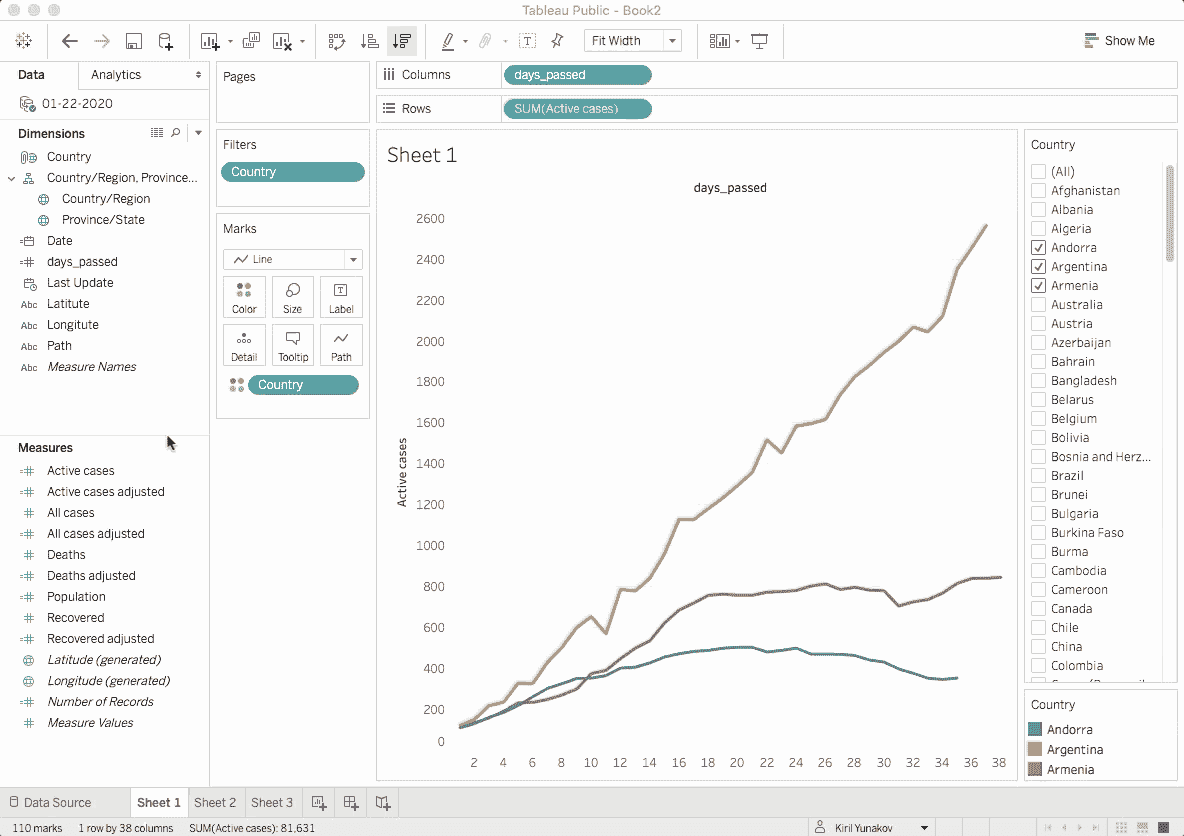 Tableau Public - Book2
Fit Width
Show Me
Data
Analytics
01-22-2020
Dimensions
Country
Country/Region, Province...
Country/Region
Province/State
Date
days_passed
Last Update
Abc Latitute
Abc Longitute
Abc Path
Abc Measure Names
Measures
Active cases
Active cases adjusted
All cases
All cases adjusted
Deaths
Deaths adjusted
Population
Recovered
Recovered adjusted
Latitude (generated)
Longitude (generated)
Number of Records
Measure Values
Pages
Filters
Country
Marks
Line
Color
Size
Label
Detail
Tooltip
Path
Country
Columns
days_passed
Rows
SUM(Active cases)
Sheet 1
days_passed
Active cases
2600
2400
2200
2000
1800
1600
1400
1200
1000
800
600
400
200
0
2 4 6 8 10 12 14 16 18 20 22 24 26 28 30 32 34 36 38
Country
(All)
Afghanistan
Albania
Algeria
Andorra
Argentina
Armenia
Australia
Austria
Azerbaijan
Bahrain
Bangladesh
Belarus
Belgium
Bolivia
Bosnia and Herz...
Brazil
Brunei
Bulgaria
Burkina Faso
Burma
Cambodia
Cameroon
Canada
Chile
China
Colombia
Country
Andorra
Argentina
Armenia
Data Source
Sheet 1
Sheet 2
Sheet 3
110 marks
1 row by 38 columns
SUM(Active cases): 81,631
Kiril Yunakov